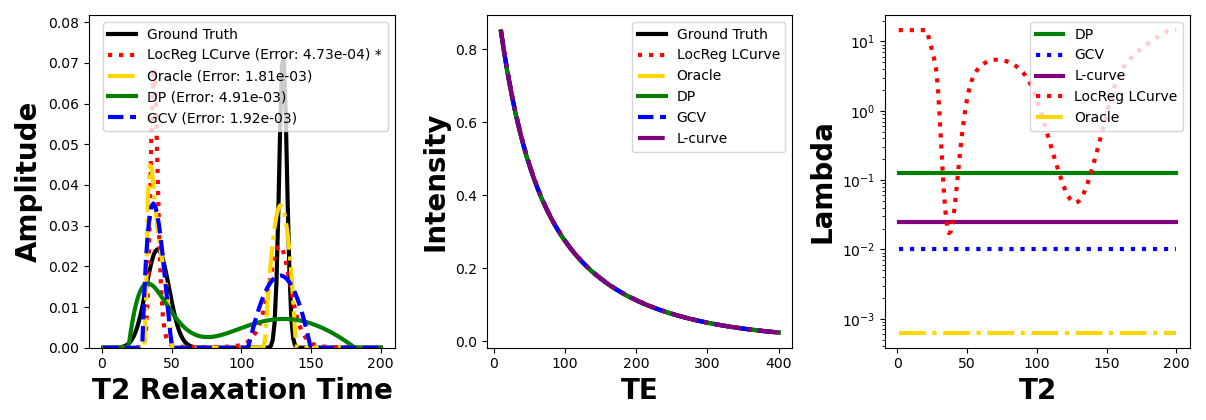 0.08
0.07
0.06
0.05
0.04
0.03
0.02
0.01
0.00
Amplitude
Ground Truth
LocReg LCurve (Error: 4.73e-04) *
Oracle (Error: 1.81e-03)
DP (Error: 4.91e-03)
GCV (Error: 1.92e-03)
0 50 100 150 200
T2 Relaxation Time
0.8
0.6
0.4
0.2
0.0
Intensity
Ground Truth
LocReg LCurve
Oracle
DP
GCV
L-curve
0 100 200 300 400
TE
10¹
10⁰
10⁻¹
10⁻²
10⁻³
Lambda
DP
GCV
L-curve
LocReg LCurve
Oracle
0 50 100 150 200
T2